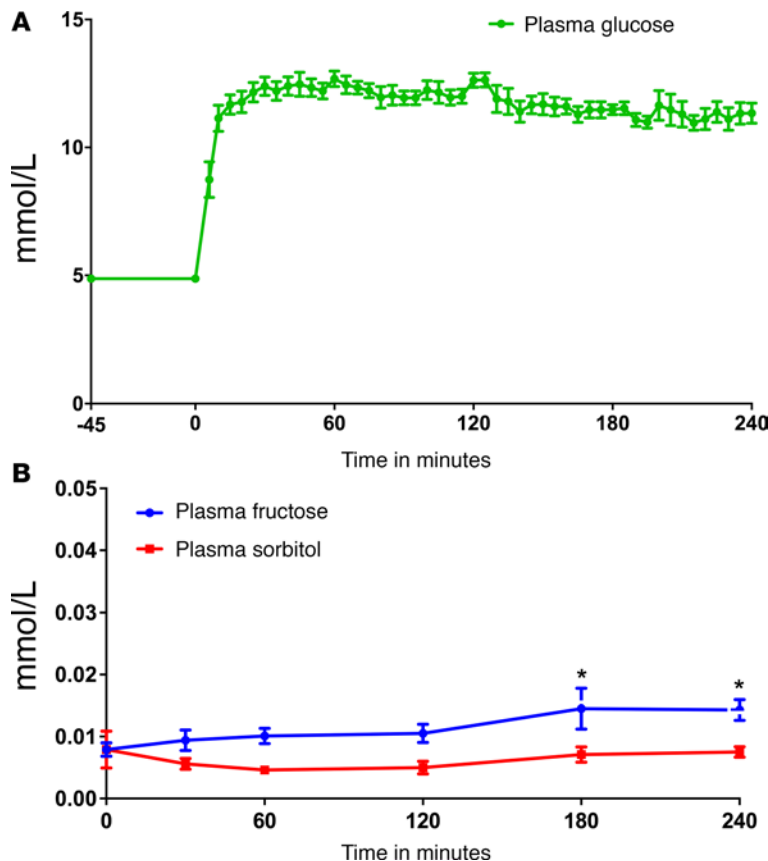 A
15
Plasma glucose
10
mmol/L
5
0
-45 0 60 120 180 240
Time in minutes
B
0.05
Plasma fructose
0.04
Plasma sorbitol
mmol/L
0.03
0.02
* *
0.01
0.00
0 60 120 180 240
Time in minutes